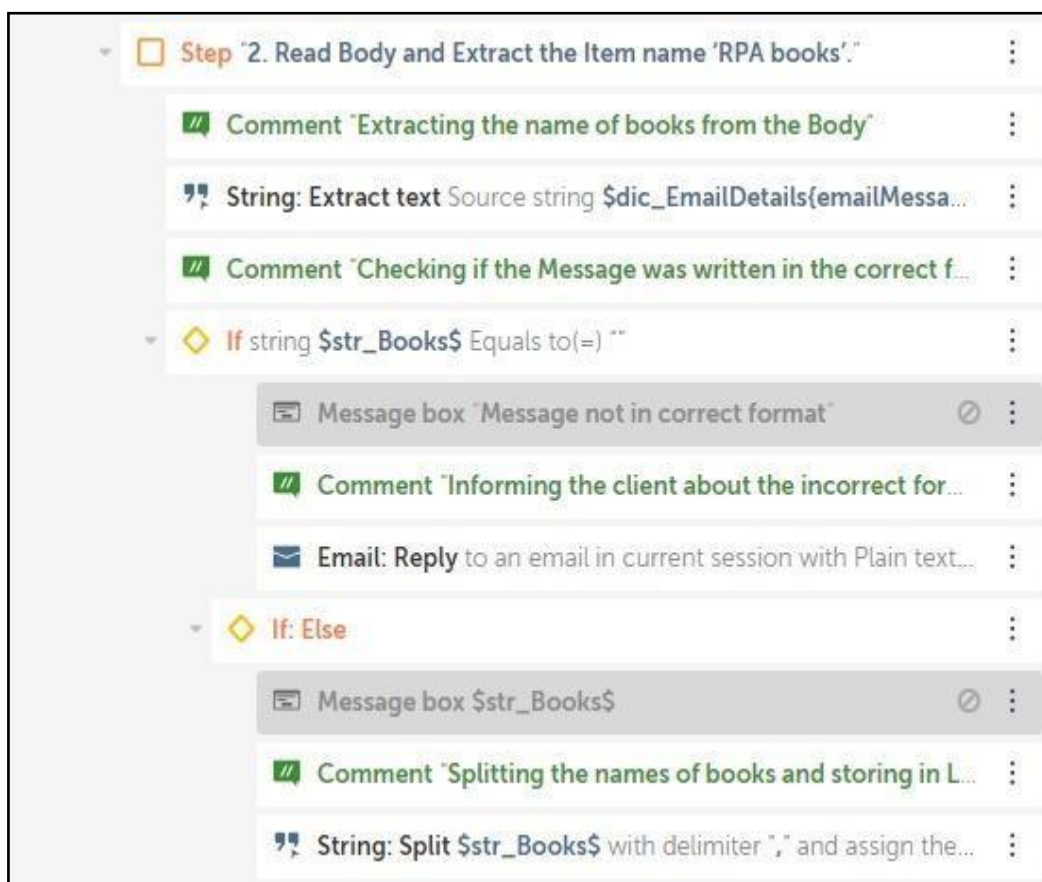 Step "2. Read Body and Extract the Item name 'RPA books'."
Comment "Extracting the name of books from the Body"
String: Extract text Source string $dic_EmailDetails{emailMessa...
Comment "Checking if the Message was written in the correct f...
If string $str_Books$ Equals to(=) ""
Message box "Message not in correct format"
Comment "Informing the client about the incorrect for...
Email: Reply to an email in current session with Plain text...
If: Else
Message box $str_Books$
Comment "Splitting the names of books and storing in L...
String: Split $str_Books$ with delimiter "," and assign the...